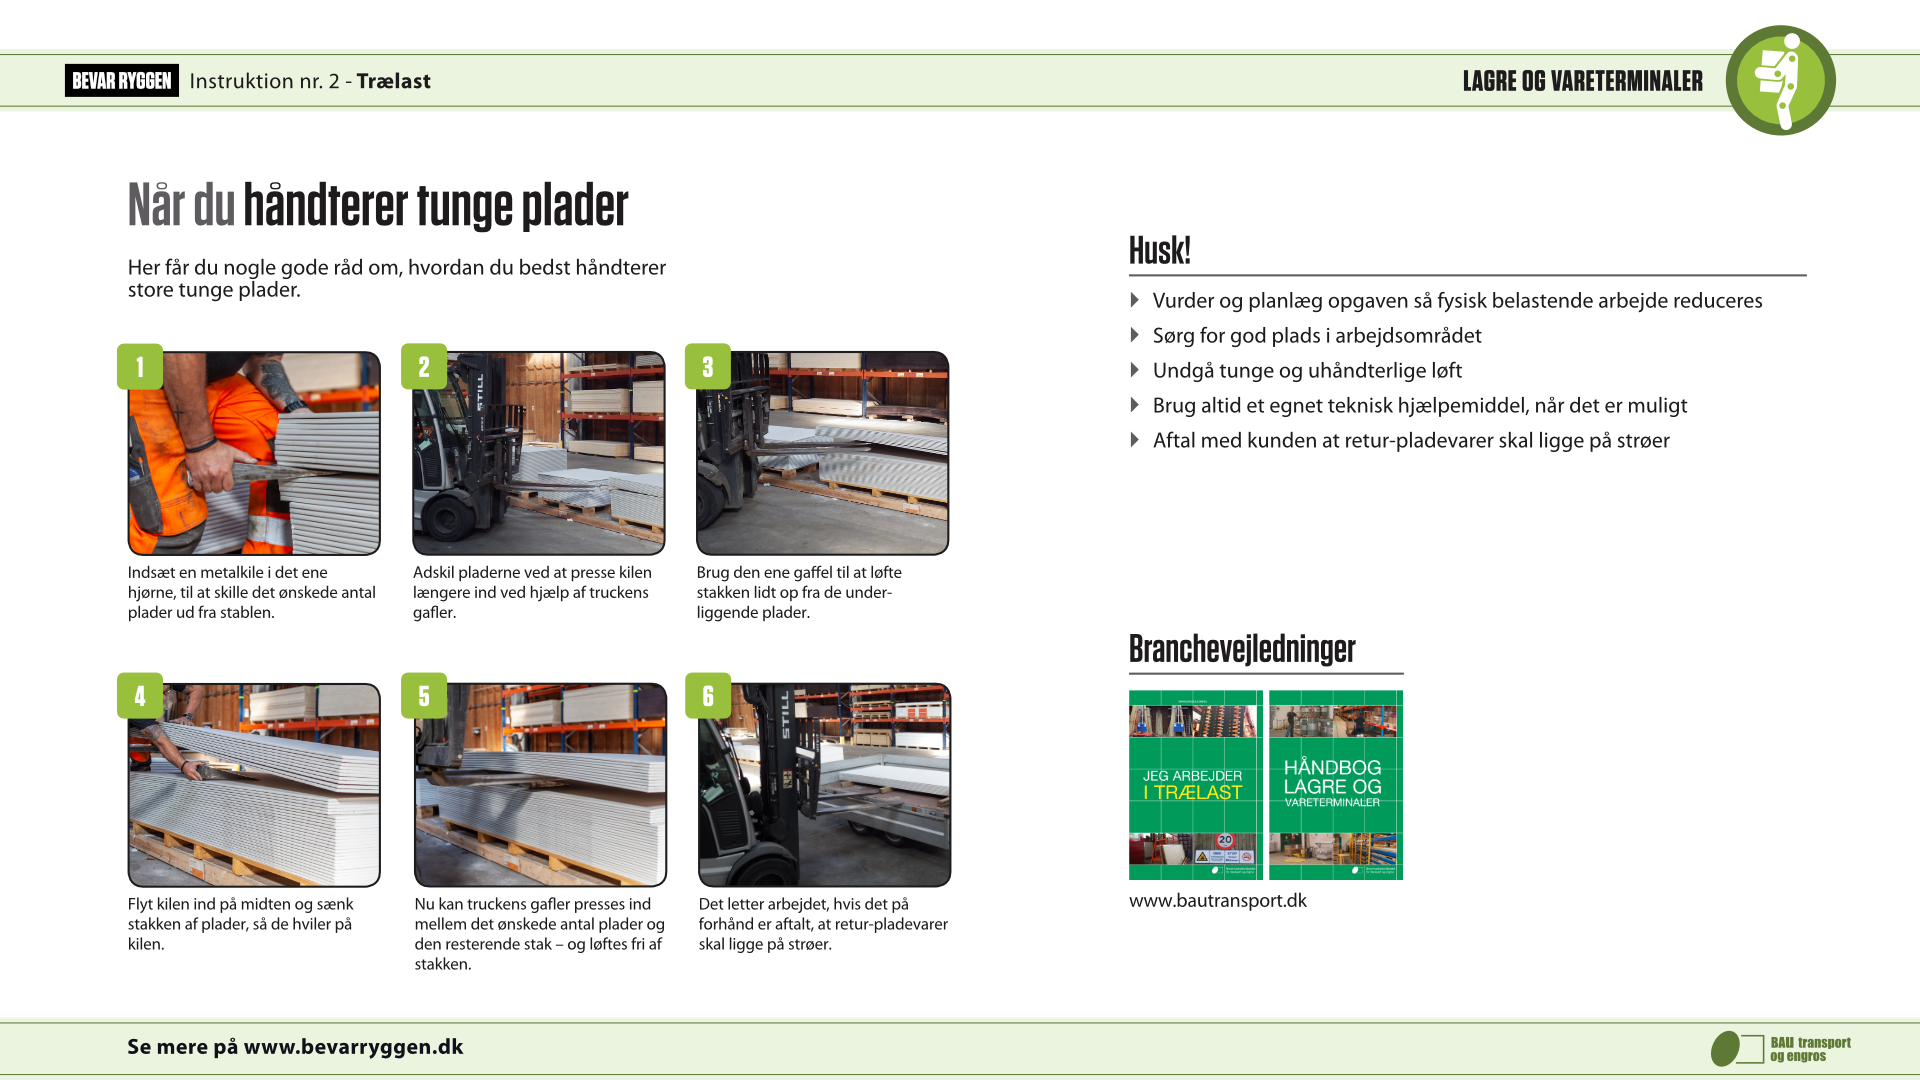 BEVAR RYGGEN Instruktion nr. 2 - Trælast
LAGRE OG VARETERMINALER
Når du håndterer tunge plader
Her får du nogle gode råd om, hvordan du bedst håndterer
store tunge plader.
1
Indsæt en metalkile i det ene
hjørne, til at skille det ønskede antal
plader ud fra stablen.
2
STILL
Adskil pladerne ved at presse kilen
længere ind ved hjælp af truckens
gafler.
3
Brug den ene gaffel til at løfte
stakken lidt op fra de under-
liggende plader.
4
Flyt kilen ind på midten og sænk
stakken af plader, så de hviler på
kilen.
5
Nu kan truckens gafler presses ind
mellem det ønskede antal plader og
den resterende stak – og løftes fri af
stakken.
6
STILL
Det letter arbejdet, hvis det på
forhånd er aftalt, at retur-pladevarer
skal ligge på strøer.
Husk!
Vurder og planlæg opgaven så fysisk belastende arbejde reduceres
Sørg for god plads i arbejdsområdet
Undgå tunge og uhåndterlige løft
Brug altid et egnet teknisk hjælpemiddel, når det er muligt
Aftal med kunden at retur-pladevarer skal ligge på strøer
Branchevejledninger
JEG ARBEJDER
I TRÆLAST
20
HÅNDBOG
LAGRE OG
VARETERMINALER
www.bautransport.dk
Se mere på www.bevarryggen.dk
BAU transport
og engros